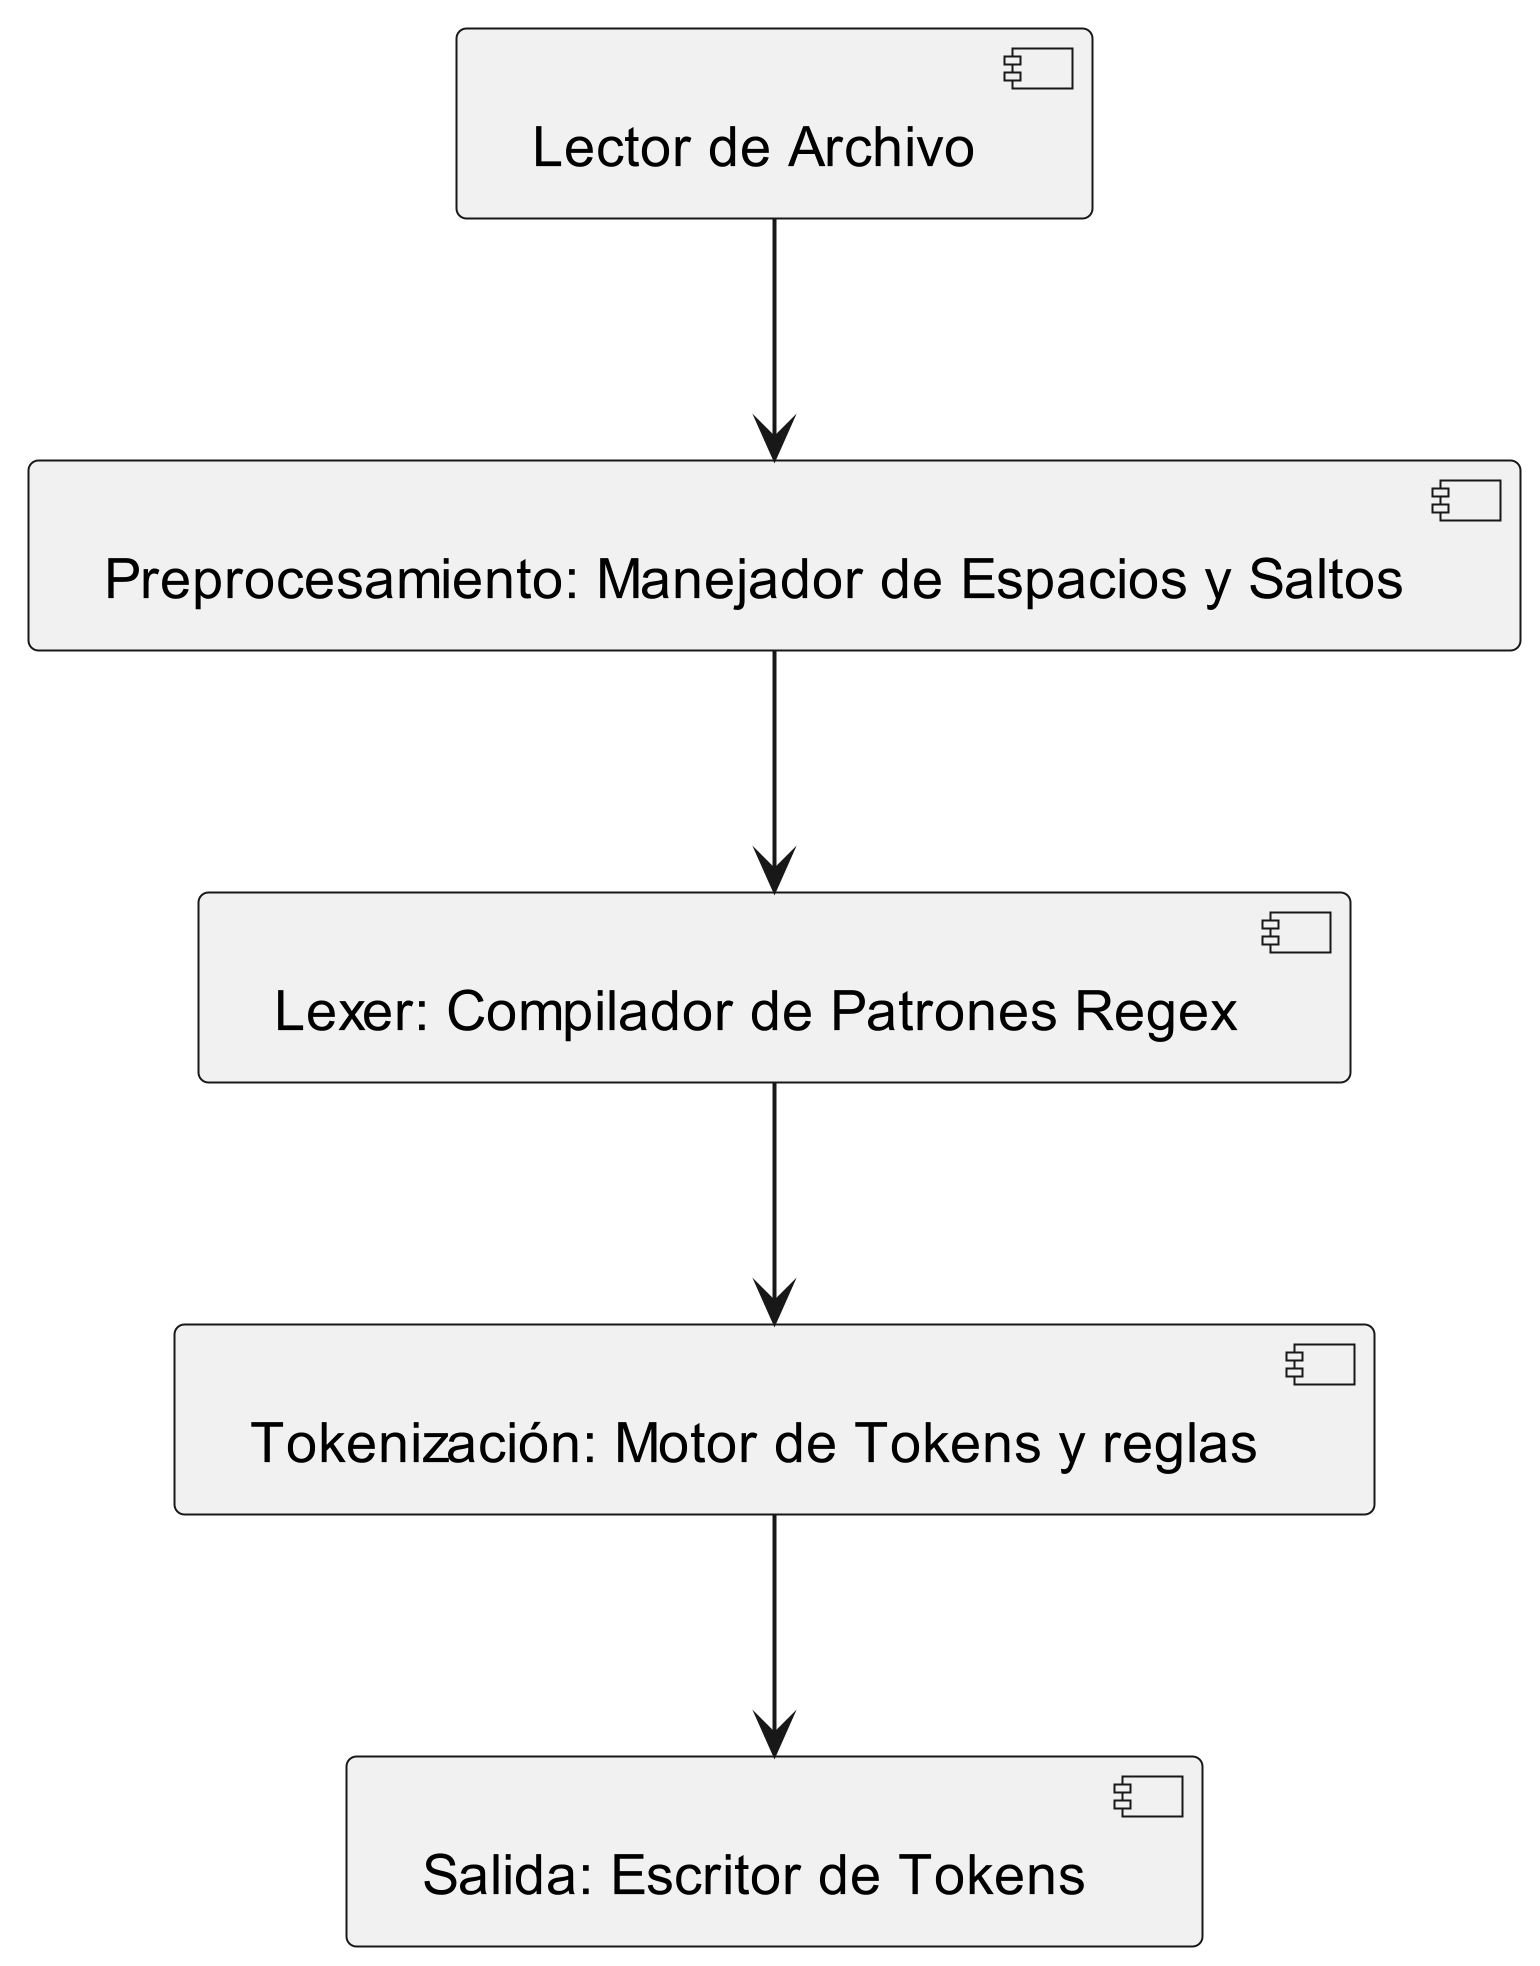 Lector de Archivo
Preprocesamiento: Manejador de Espacios y Saltos
Lexer: Compilador de Patrones Regex
Tokenización: Motor de Tokens y reglas
Salida: Escritor de Tokens